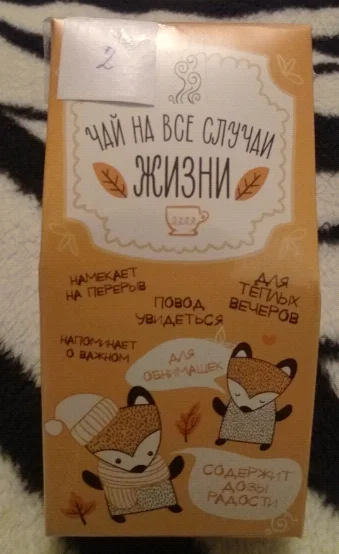 2
ЧАЙ НА ВСЕ СЛУЧАИ
ЖИЗНИ
НАМЕКАЕТ
НА ПЕРЕРЫВ
ПОВОД
УВИДЕТЬСЯ
ДЛЯ
ТЁПЛЫХ
ВЕЧЕРОВ
НАПОМИНАЕТ
О ВАЖНОМ
ДЛЯ
ОБНИМАШЕК
СОДЕРЖИТ
ДОЗЫ
РАДОСТИ